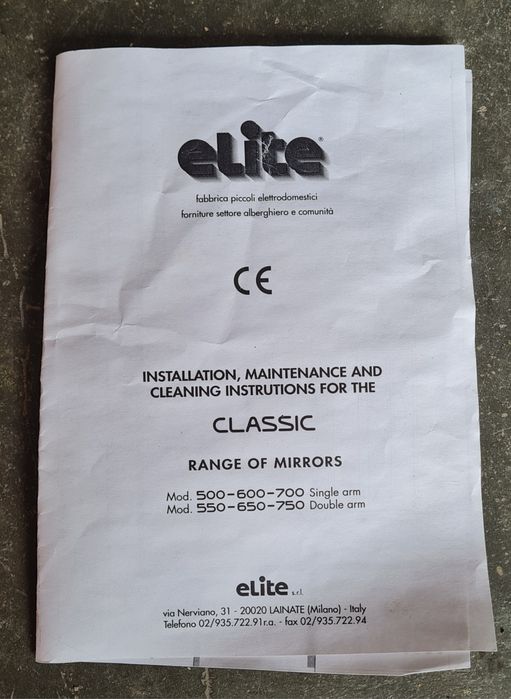 eLite®
fabbrica piccoli elettrodomestici
forniture settore alberghiero e comunità
CE
INSTALLATION, MAINTENANCE AND
CLEANING INSTRUTIONS FOR THE
CLASSIC
RANGE OF MIRRORS
Mod. 500-600-700 Single arm
Mod. 550-650-750 Double arm
eLite s.r.l.
via Nerviano, 31 - 20020 LAINATE (Milano) - Italy
Telefono 02/935.722.91r.a. - fax 02/935.722.94